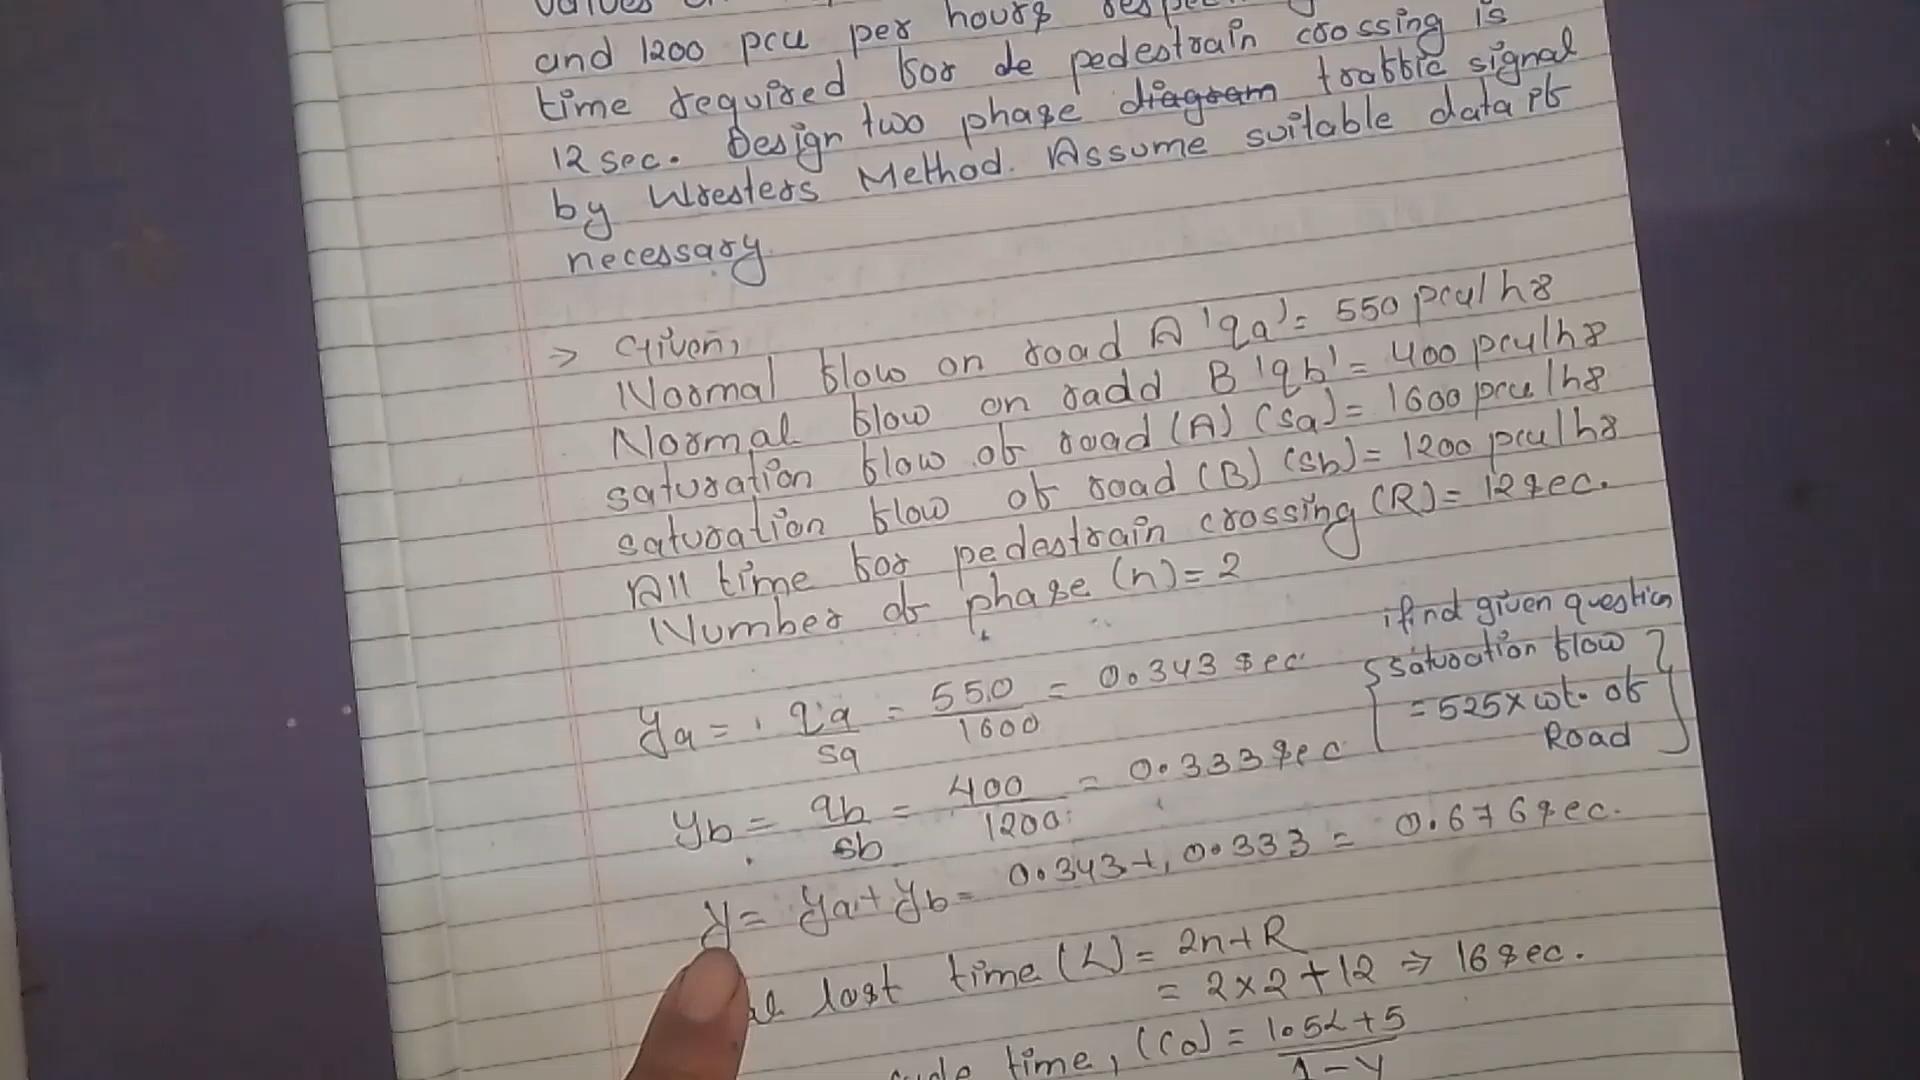 and 1200 pcu per hours
time required for de pedestrain crossing is
12 sec. Design two phase diagram traffic signal
by Wresters Method. Assume suitable data if
necessary.
⇒ Given,
Normal flow on road A 'qa' = 550 pcu/hr
Normal flow on radd B 'qb' = 400 pcu/hr
saturation flow of road (A) (sa) = 1600 pcu/hr
saturation flow of road (B) (sb) = 1200 pcu/hr
All time for pedestrain crossing (R) = 12 sec.
Number of phase (n) = 2
if ind given question
{saturation flow
= 525 x wt. of
Road}
ya = qa/sa = 550/1600 = 0.343 sec
yb = qb/sb = 400/1200 = 0.333 sec
y = ya + yb = 0.343 + 0.333 = 0.676 sec.
lost time (L) = 2n + R
= 2 x 2 + 12 ⇒ 16 sec.
time, (Co) = 1.5L + 5 / 1 - y